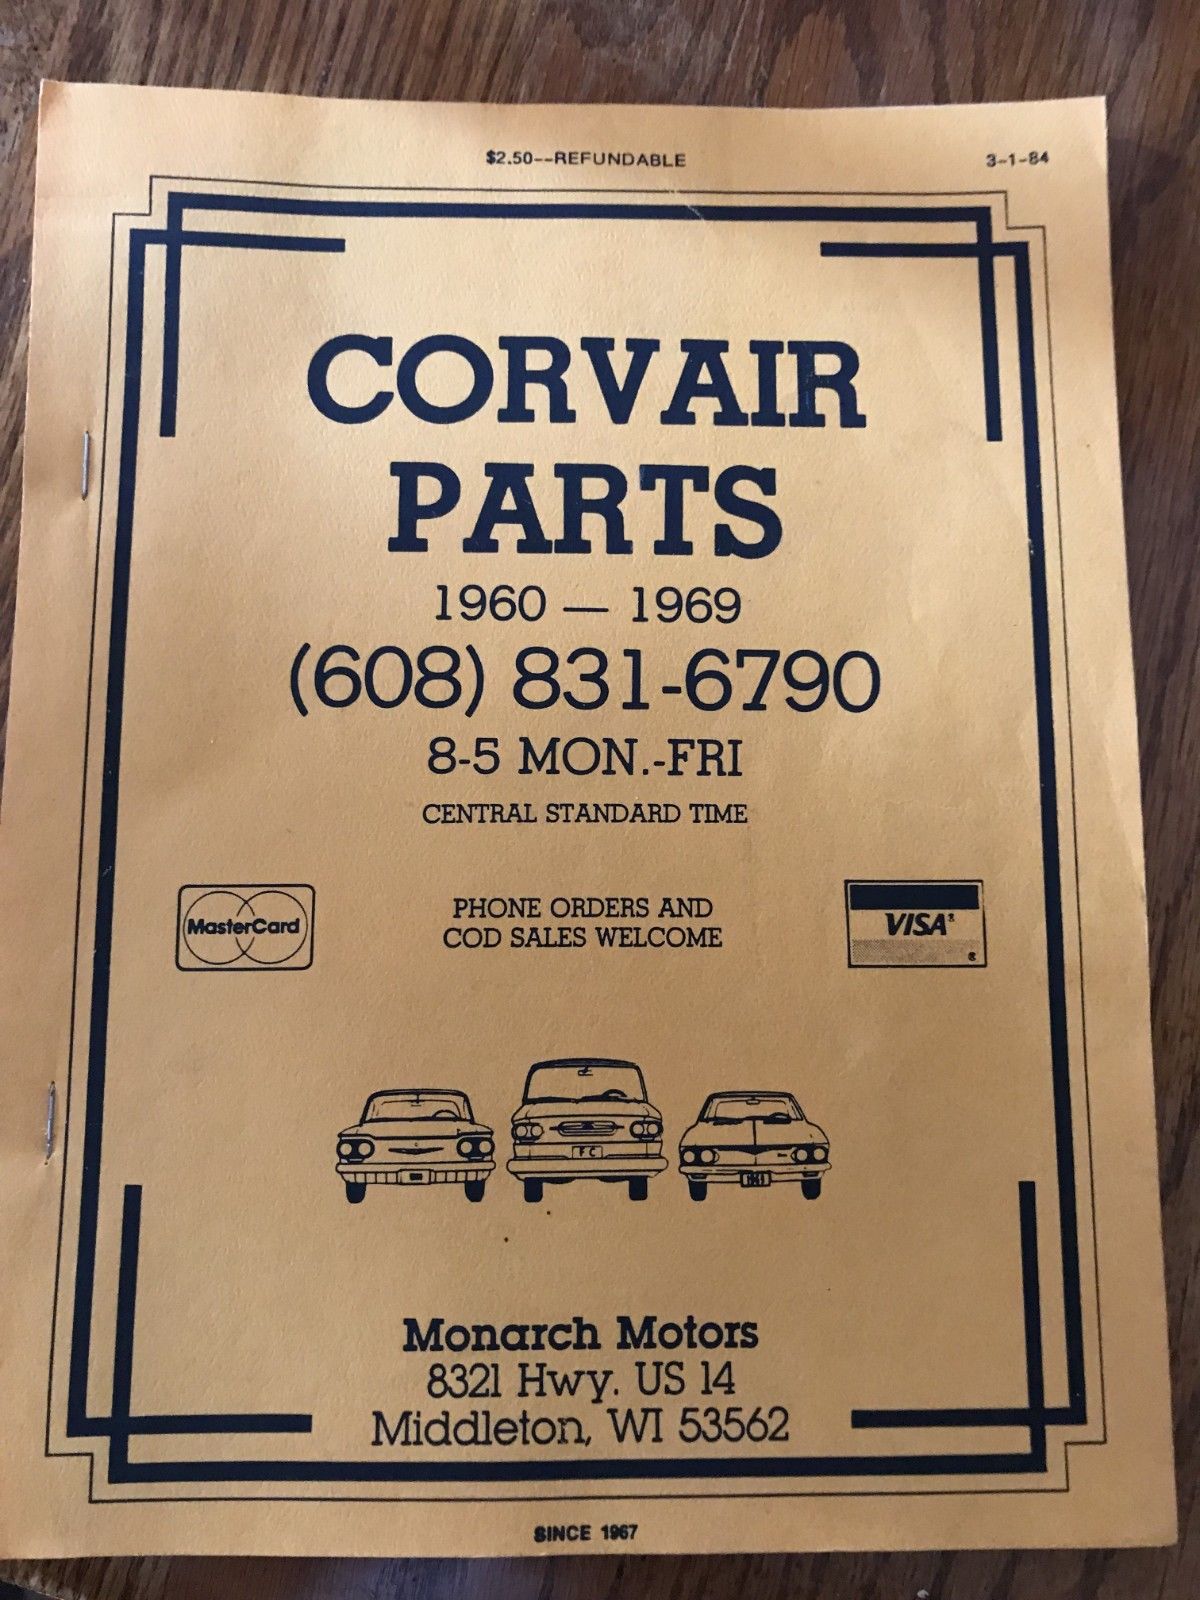 $2.50--REFUNDABLE
3-1-84
CORVAIR
PARTS
1960 — 1969
(608) 831-6790
8-5 MON.-FRI
CENTRAL STANDARD TIME
MasterCard
PHONE ORDERS AND
COD SALES WELCOME
VISA®
F C
Monarch Motors
8321 Hwy. US 14
Middleton, WI 53562
SINCE 1967